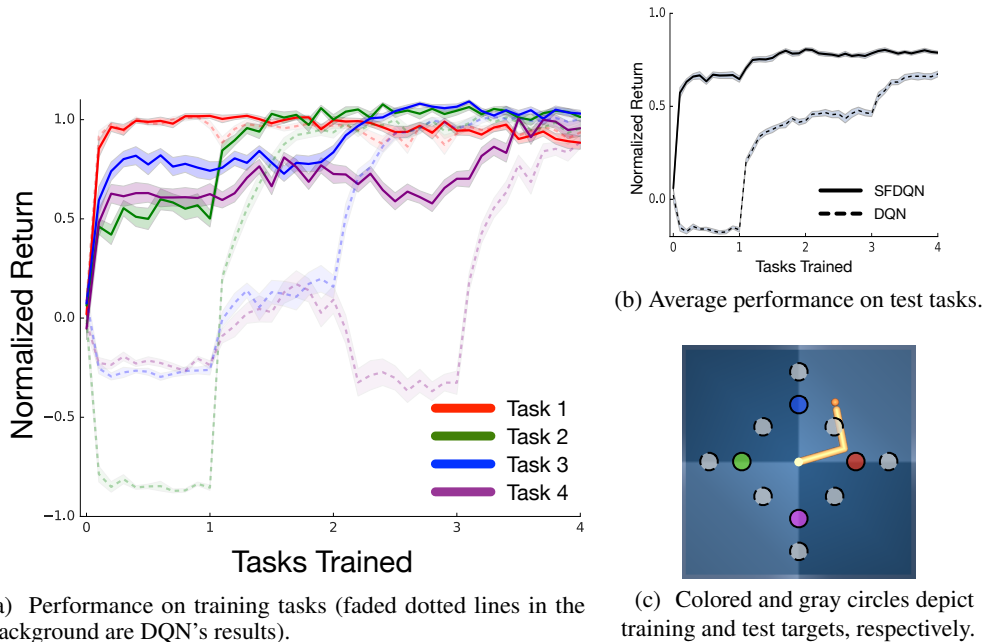 1.0
0.5
0.0
−0.5
−1.0
0
1
2
3
4
Normalized Return
Tasks Trained
Task 1
Task 2
Task 3
Task 4
a) Performance on training tasks (faded dotted lines in the
ackground are DQN's results).
1.0
0.5
0.0
0
1
2
3
4
Normalized Return
Tasks Trained
SFDQN
DQN
(b) Average performance on test tasks.
(c) Colored and gray circles depict
training and test targets, respectively.